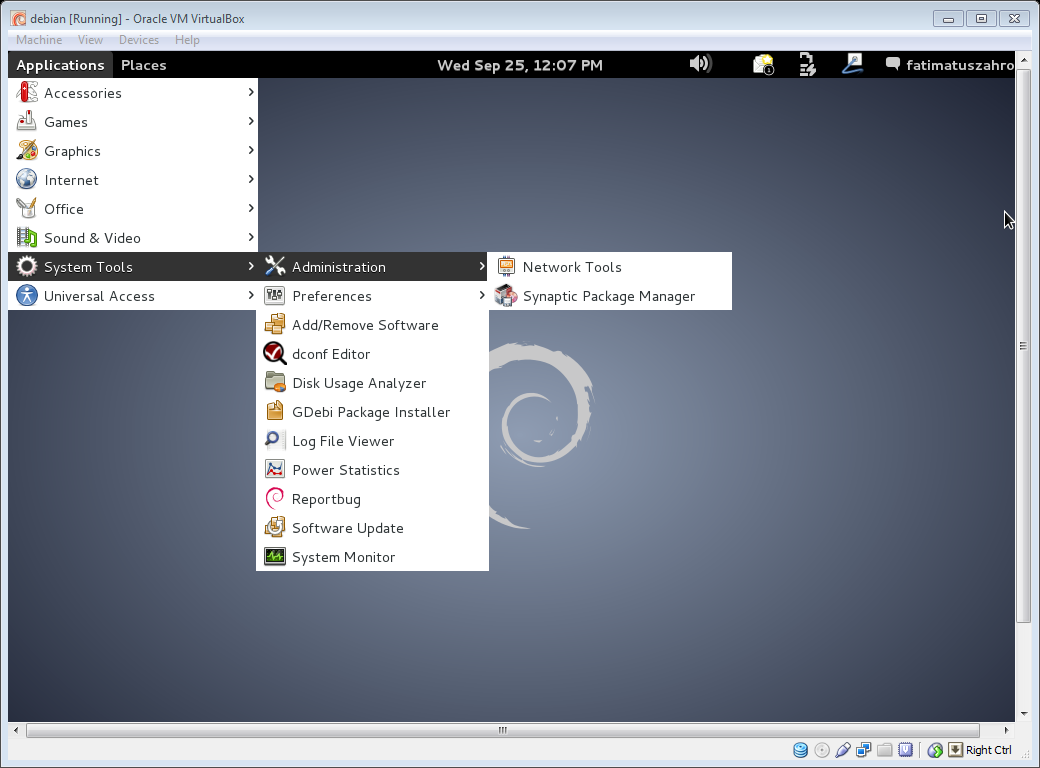 debian [Running] - Oracle VM VirtualBox
Machine View Devices Help
Applications Places Wed Sep 25, 12:07 PM 1 fatimatuszahro
Accessories
Games
Graphics
Internet
Office
Sound & Video
System Tools Administration Network Tools
Universal Access Preferences Synaptic Package Manager
Add/Remove Software
dconf Editor
Disk Usage Analyzer
GDebi Package Installer
Log File Viewer
Power Statistics
Reportbug
Software Update
System Monitor
Right Ctrl